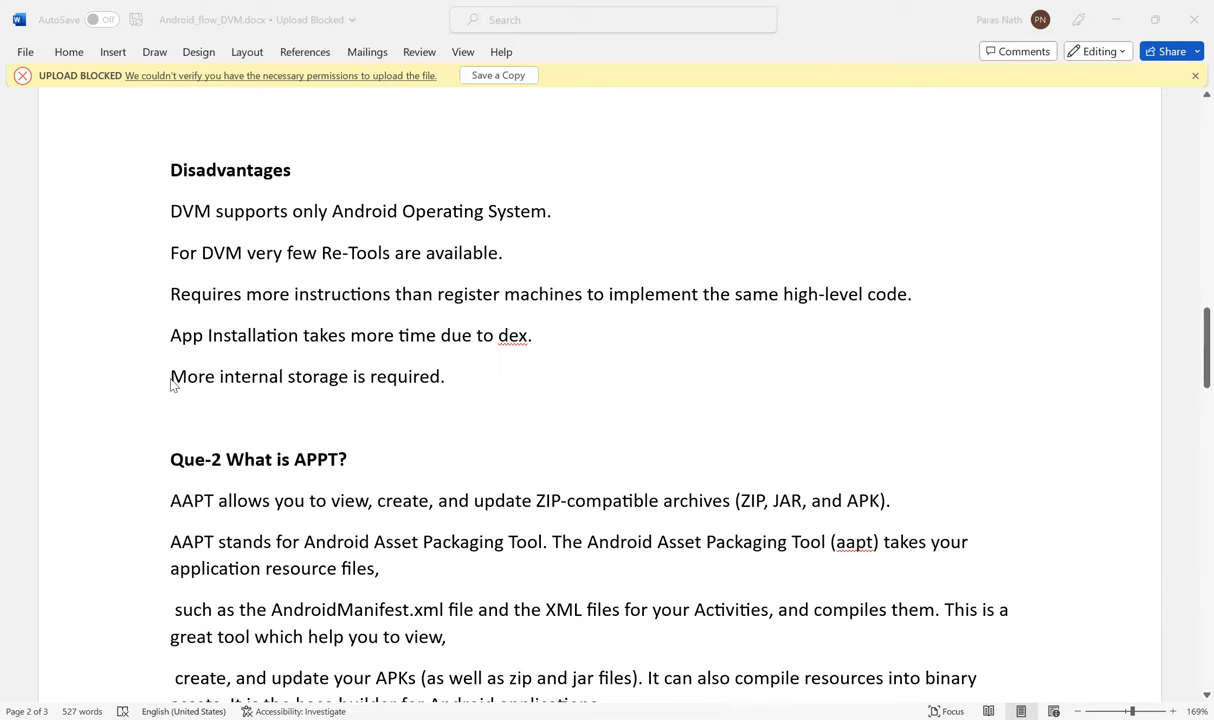 AutoSave Off Android_flow_DVM.docx • Upload Blocked Search Paras Nath PN
File Home Insert Draw Design Layout References Mailings Review View Help Comments Editing Share
UPLOAD BLOCKED We couldn't verify you have the necessary permissions to upload the file. Save a Copy
Disadvantages
DVM supports only Android Operating System.
For DVM very few Re-Tools are available.
Requires more instructions than register machines to implement the same high-level code.
App Installation takes more time due to dex.
More internal storage is required.
Que-2 What is APPT?
AAPT allows you to view, create, and update ZIP-compatible archives (ZIP, JAR, and APK).
AAPT stands for Android Asset Packaging Tool. The Android Asset Packaging Tool (aapt) takes your
application resource files,
such as the AndroidManifest.xml file and the XML files for your Activities, and compiles them. This is a
great tool which help you to view,
create, and update your APKs (as well as zip and jar files). It can also compile resources into binary
assets. It is the base builder for Android applications.
Page 2 of 3 527 words English (United States) Accessibility: Investigate Focus 169%